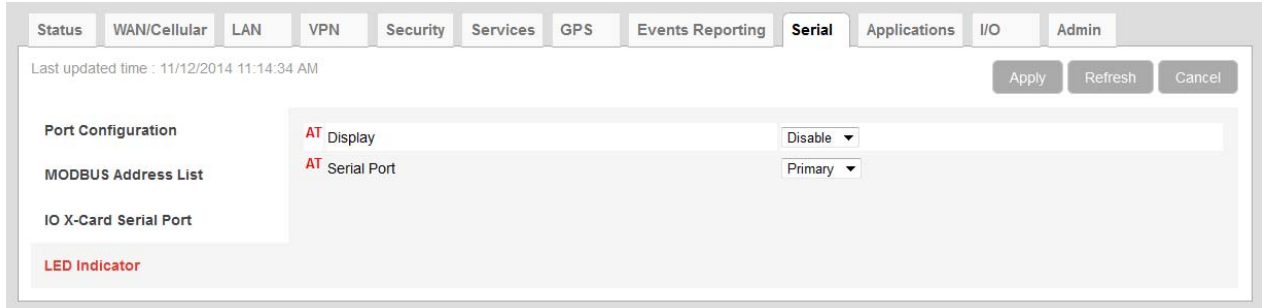 Status WAN/Cellular LAN VPN Security Services GPS Events Reporting Serial Applications I/O Admin
Last updated time : 11/12/2014 11:14:34 AM Apply Refresh Cancel
Port Configuration AT Display Disable
MODBUS Address List AT Serial Port Primary
IO X-Card Serial Port
LED Indicator